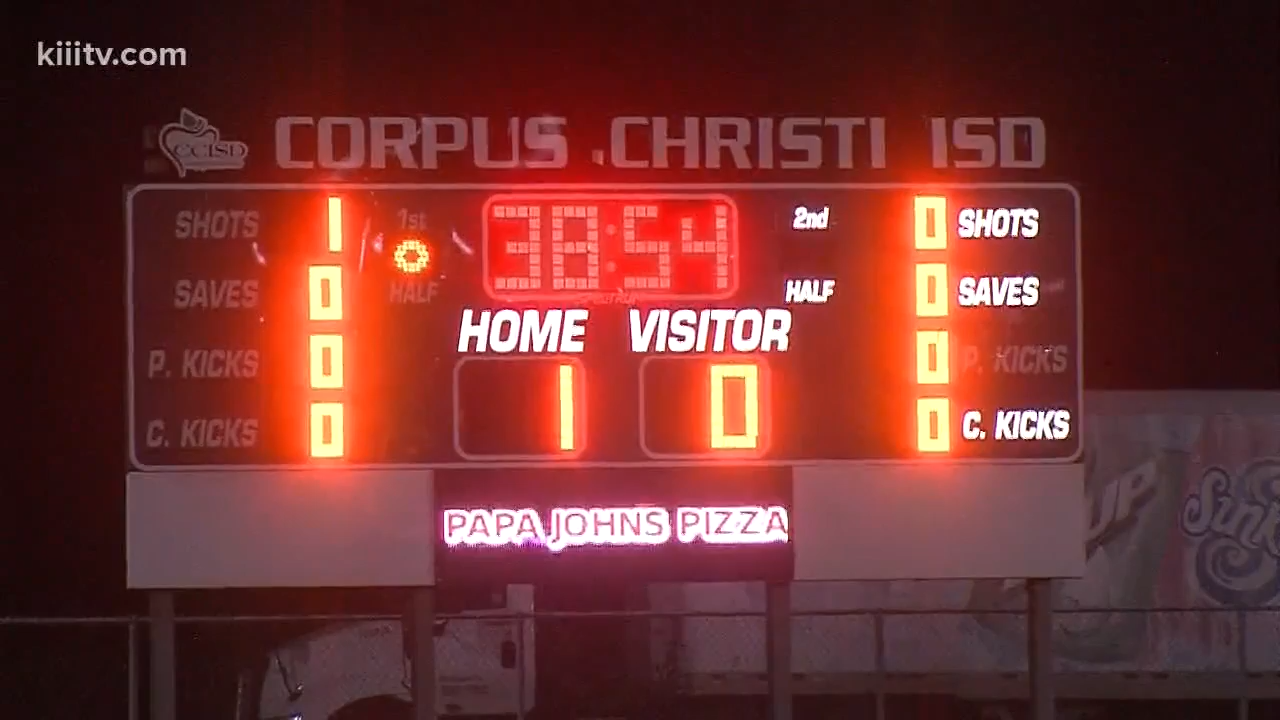 kiiitv.com
CCISD CORPUS CHRISTI ISD
SHOTS 1 1st 38:54 2nd 0 SHOTS
SAVES 0 HALF HALF 0 SAVES
HOME VISITOR
P. KICKS 0 1 0 0 P. KICKS
C. KICKS 0 0 C. KICKS
PAPA JOHNS PIZZA
UP